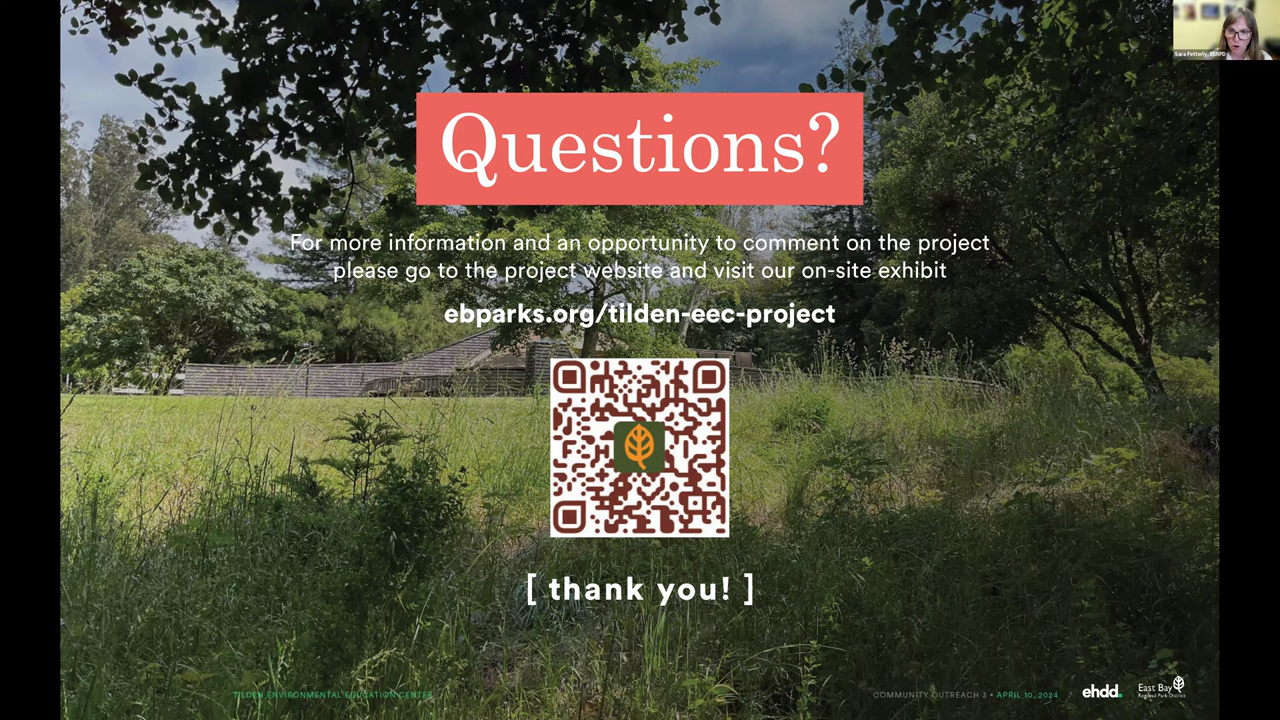 Sara Fetterly, EBRPD
Questions?
For more information and an opportunity to comment on the project
please go to the project website and visit our on-site exhibit
ebparks.org/tilden-eec-project
[ thank you! ]
TILDEN ENVIRONMENTAL EDUCATION CENTER
COMMUNITY OUTREACH 3 • APRIL 10, 2024
ehdd.
East Bay
Regional Park District